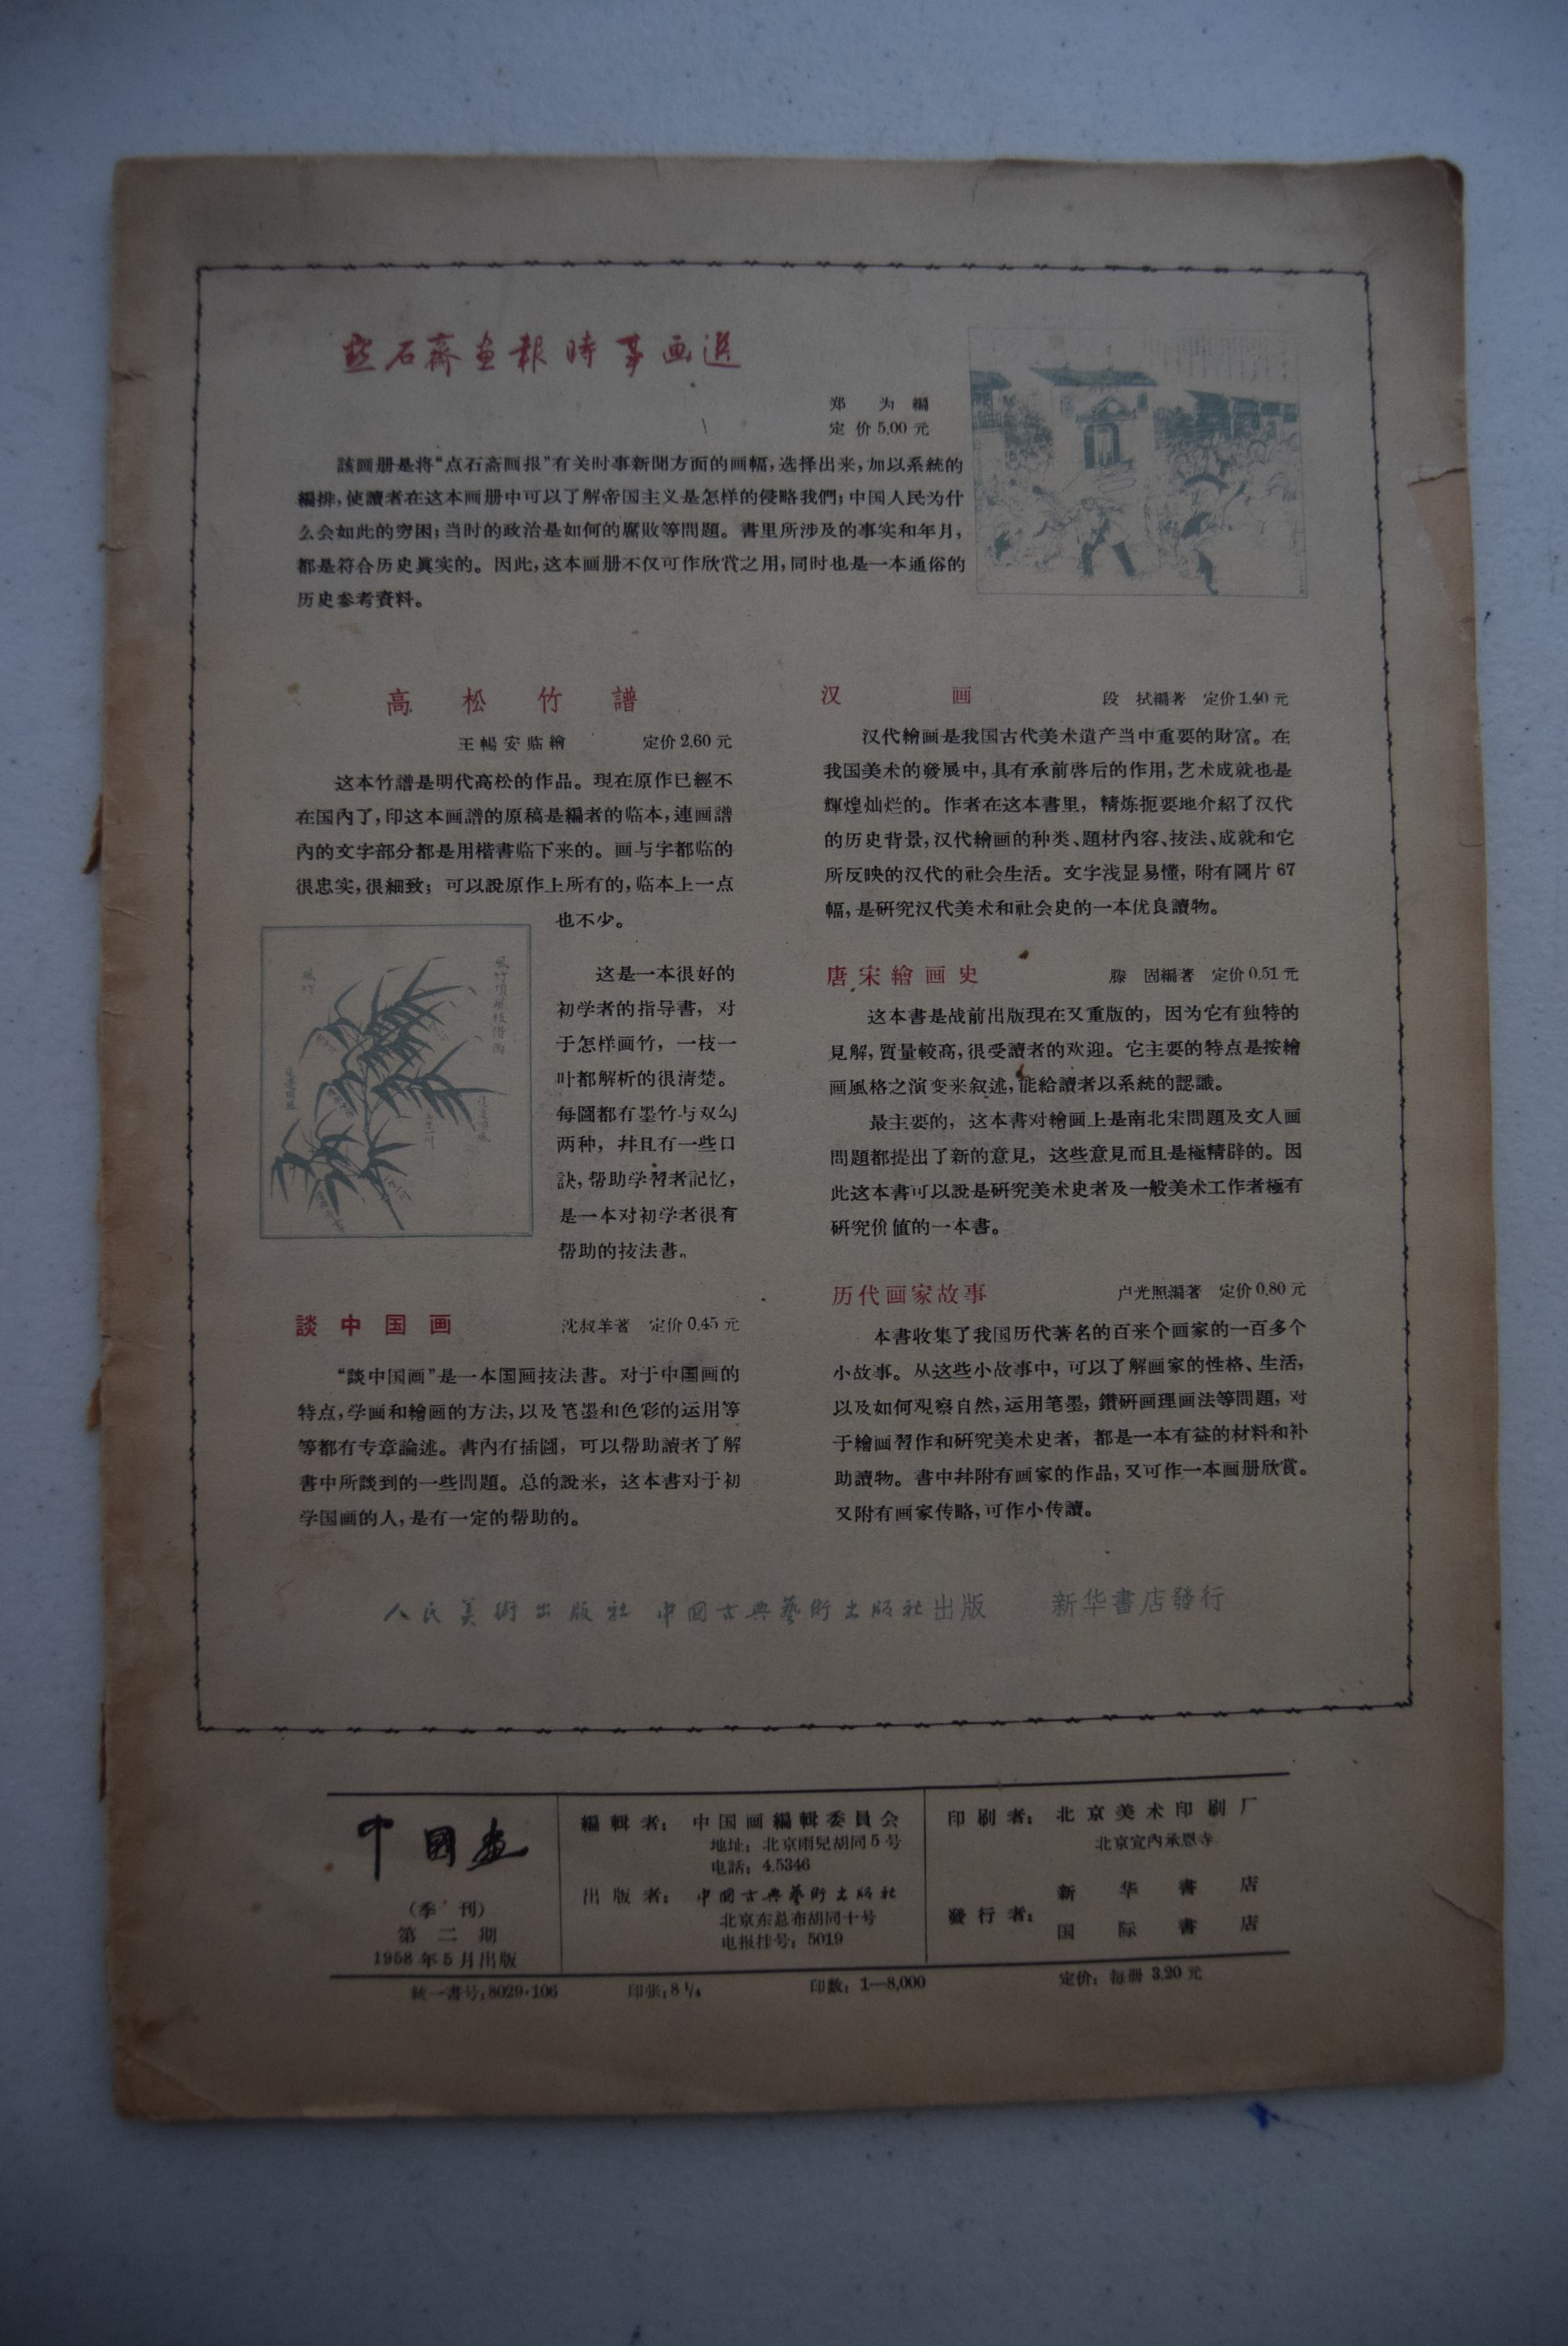 點石齋畫報時事画选
郑 为 編
定 价 5.00 元
該画册是将“点石斋画报”有关时事新聞方面的画幅，选择出来，加以系統的
編排，使讀者在这本画册中可以了解帝国主义是怎样的侵略我們；中国人民为什
么会如此的穷困；当时的政治是如何的腐敗等問題。書里所涉及的事实和年月，
都是符合历史眞实的。因此，这本画册不仅可作欣赏之用，同时也是一本通俗的
历史参考資料。
高松竹譜
王暢安临繪 定价 2.60 元
这本竹譜是明代高松的作品。現在原作已經不
在国內了，印这本画譜的原稿是編者的临本，連画譜
內的文字部分都是用楷書临下来的。画与字都临的
很忠实，很細致；可以說原作上所有的，临本上一点
也不少。
这是一本很好的
初学者的指导書，对
于怎样画竹，一枝一
叶都解析的很清楚。
每圖都有墨竹与双勾
两种，幷且有一些口
訣，帮助学習者記忆，
是一本对初学者很有
帮助的技法書。
風竹
風竹順風枝借雨
談中国画
沈叔羊著 定价 0.45 元
“談中国画”是一本国画技法書。对于中国画的
特点，学画和繪画的方法，以及笔墨和色彩的运用等
等都有专章論述。書內有插圖，可以帮助讀者了解
書中所談到的一些問題。总的說来，这本書对于初
学国画的人，是有一定的帮助的。
汉画 段 拭編著 定价 1.40 元
汉代繪画是我国古代美术遺产当中重要的財富。在
我国美术的發展中，具有承前啓后的作用，艺术成就也是
輝煌灿烂的。作者在这本書里，精炼扼要地介紹了汉代
的历史背景，汉代繪画的种类、題材內容、技法、成就和它
所反映的汉代的社会生活。文字浅显易懂，附有圖片 67
幅，是研究汉代美术和社会史的一本优良讀物。
唐宋繪画史 滕 固編著 定价 0.51 元
这本書是战前出版現在又重版的，因为它有独特的
見解，質量較高，很受讀者的欢迎。它主要的特点是按繪
画風格之演变来叙述，能給讀者以系統的認識。
最主要的，这本書对繪画上是南北宋問題及文人画
問題都提出了新的意見，这些意見而且是極精辟的。因
此这本書可以說是研究美术史者及一般美术工作者極有
研究价値的一本書。
历代画家故事 卢光照編著 定价 0.80 元
本書收集了我国历代著名的百来个画家的一百多个
小故事。从这些小故事中，可以了解画家的性格、生活，
以及如何观察自然，运用笔墨，鑽研画理画法等問題，对
于繪画習作和研究美术史者，都是一本有益的材料和补
助讀物。書中幷附有画家的作品，又可作一本画册欣赏。
又附有画家传略，可作小传讀。
人民美術出版社 中國古典藝術出版社出版 新华書店發行
中國畫
（季 刊）
第 二 期
1958 年 5 月出版
編輯者：中国画編輯委員会
地址：北京雨兒胡同 5 号
电話：4.5346
出版者：中國古典藝術出版社
北京东总布胡同十号
电报挂号：5019
印刷者：北京美术印刷厂
北京宣內承恩寺
發行者：新华書店
国际書店
統一書号：8029·106 印张：8 1/4 印数：1—8,000 定价：每册 3.20 元